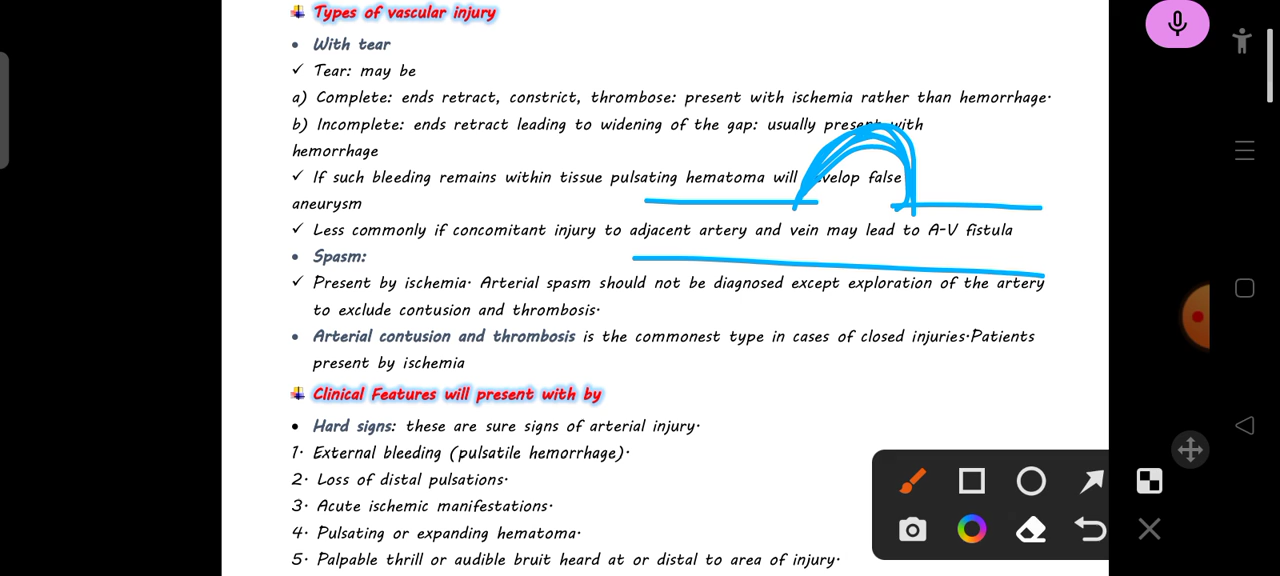 Types of vascular injury
• With tear
✓ Tear: may be
a) Complete: ends retract, constrict, thrombose: present with ischemia rather than hemorrhage.
b) Incomplete: ends retract leading to widening of the gap: usually present with
hemorrhage
✓ If such bleeding remains within tissue pulsating hematoma will develop false
aneurysm
✓ Less commonly if concomitant injury to adjacent artery and vein may lead to A-V fistula
• Spasm:
✓ Present by ischemia. Arterial spasm should not be diagnosed except exploration of the artery
to exclude contusion and thrombosis.
• Arterial contusion and thrombosis is the commonest type in cases of closed injuries.Patients
present by ischemia
Clinical Features will present with by
• Hard signs: these are sure signs of arterial injury.
1. External bleeding (pulsatile hemorrhage).
2. Loss of distal pulsations.
3. Acute ischemic manifestations.
4. Pulsating or expanding hematoma.
5. Palpable thrill or audible bruit heard at or distal to area of injury.